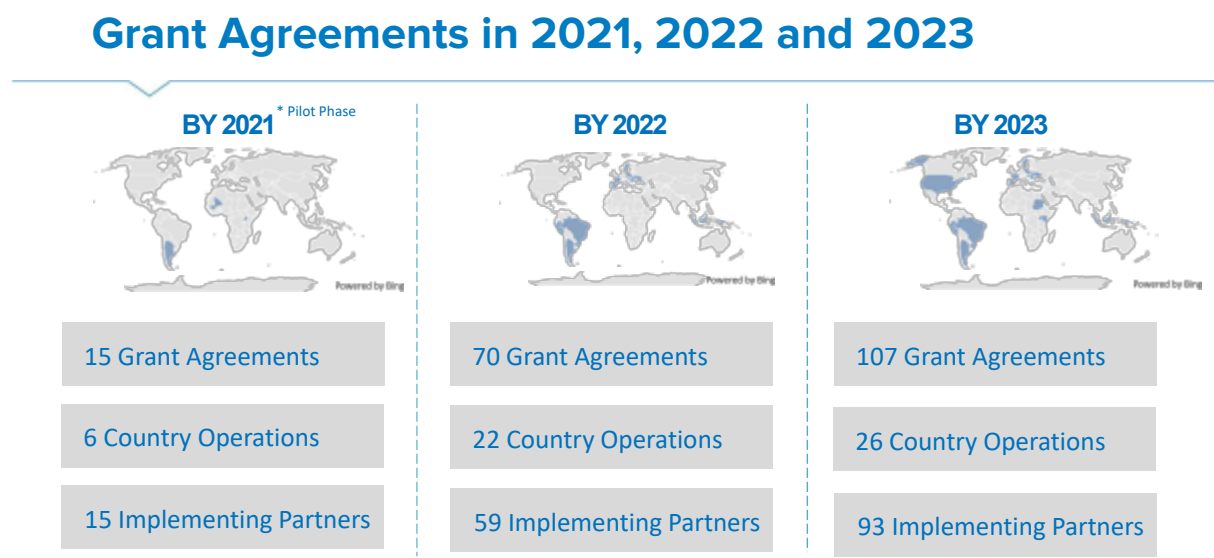 Grant Agreements in 2021, 2022 and 2023
BY 2021 * Pilot Phase
Powered by Bing
15 Grant Agreements
6 Country Operations
15 Implementing Partners
BY 2022
Powered by Bing
70 Grant Agreements
22 Country Operations
59 Implementing Partners
BY 2023
Powered by Bing
107 Grant Agreements
26 Country Operations
93 Implementing Partners